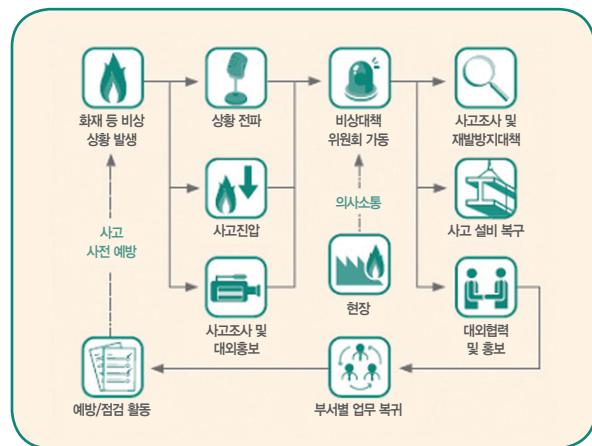 화재 등 비상
상황 발생
상황 전파
비상대책
위원회 가동
사고조사 및
재발방지대책
사고
사전 예방
사고진압
의사소통
사고 설비 복구
사고조사 및
대외홍보
현장
대외협력
및 홍보
예방/점검 활동
부서별 업무 복귀